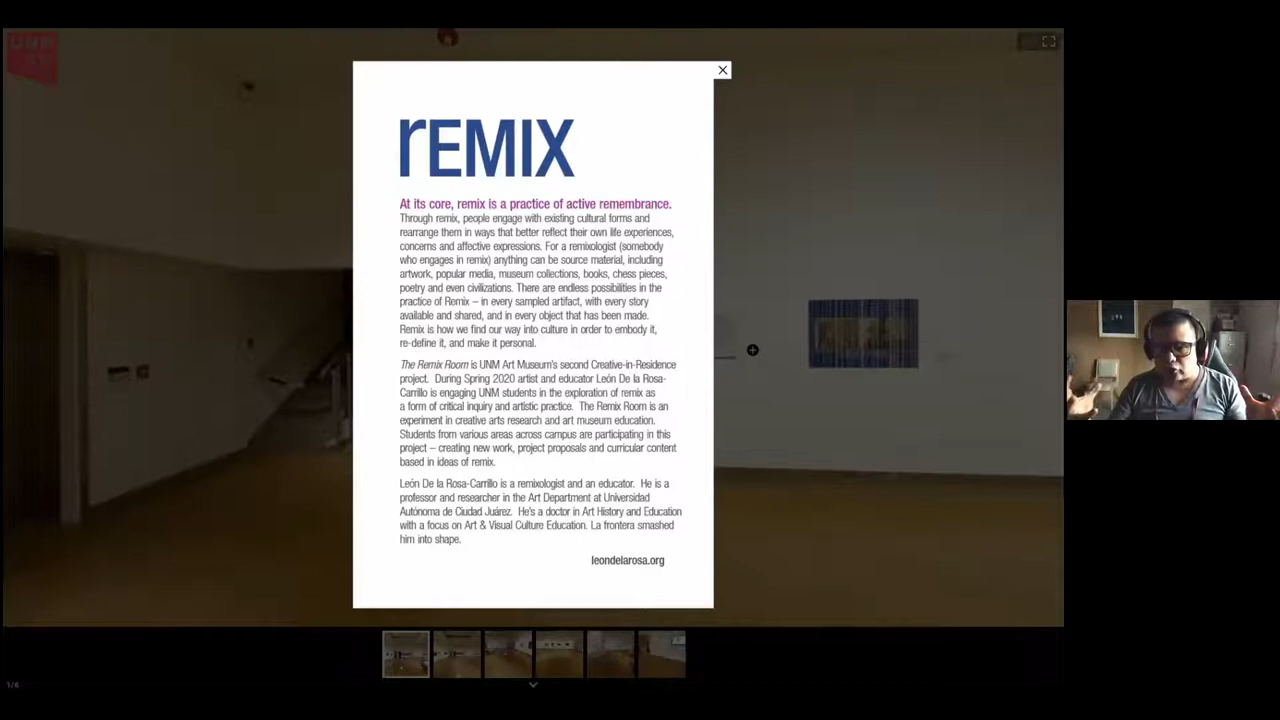 UNM
rEMIX
At its core, remix is a practice of active remembrance.
Through remix, people engage with existing cultural forms and
rearrange them in ways that better reflect their own life experiences,
concerns and affective expressions. For a remixologist (somebody
who engages in remix) anything can be source material, including
artwork, popular media, museum collections, books, chess pieces,
poetry and even civilizations. There are endless possibilities in the
practice of Remix – in every sampled artifact, with every story
available and shared, and in every object that has been made.
Remix is how we find our way into culture in order to embody it,
re-define it, and make it personal.
The Remix Room is UNM Art Museum's second Creative-in-Residence
project. During Spring 2020 artist and educator León De la Rosa-
Carrillo is engaging UNM students in the exploration of remix as
a form of critical inquiry and artistic practice. The Remix Room is an
experiment in creative arts research and art museum education.
Students from various areas across campus are participating in this
project – creating new work, project proposals and curricular content
based in ideas of remix.
León De la Rosa-Carrillo is a remixologist and an educator. He is a
professor and researcher in the Art Department at Universidad
Autónoma de Ciudad Juárez. He's a doctor in Art History and Education
with a focus on Art & Visual Culture Education. La frontera smashed
him into shape.
leondelarosa.org
1/6